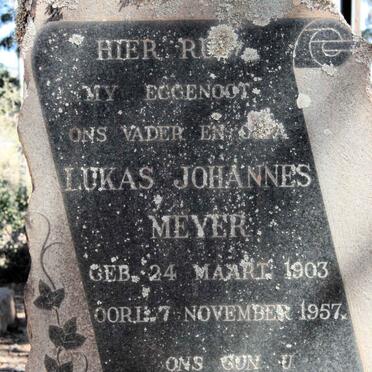 HIER
MY EGGENOOT
ONS VADER EN
LUKAS JOHANNES
MEYER
GEB. 24 MAART 1903
OORL. 7 NOVEMBER 1957.
ONS GUN U